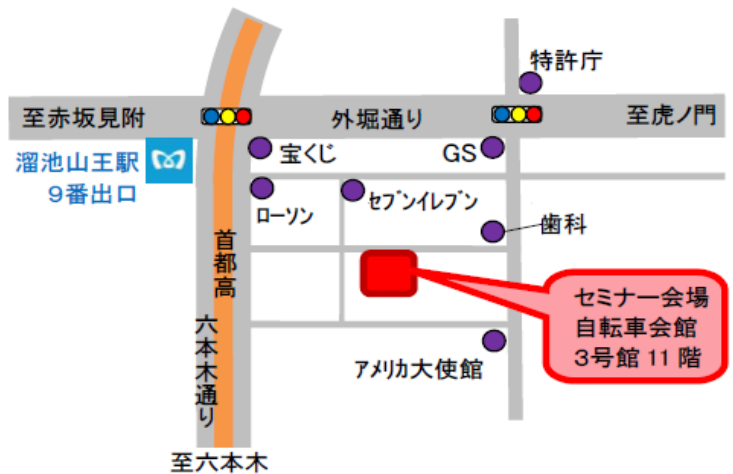 特許庁
至赤坂見附
外堀通り
至虎ノ門
溜池山王駅
9番出口
宝くじ
GS
ローソン
ｾﾌﾞﾝｲﾚﾌﾞﾝ
歯科
首都高
セミナー会場
自転車会館
3号館 11 階
六本木通り
アメリカ大使館
至六本木